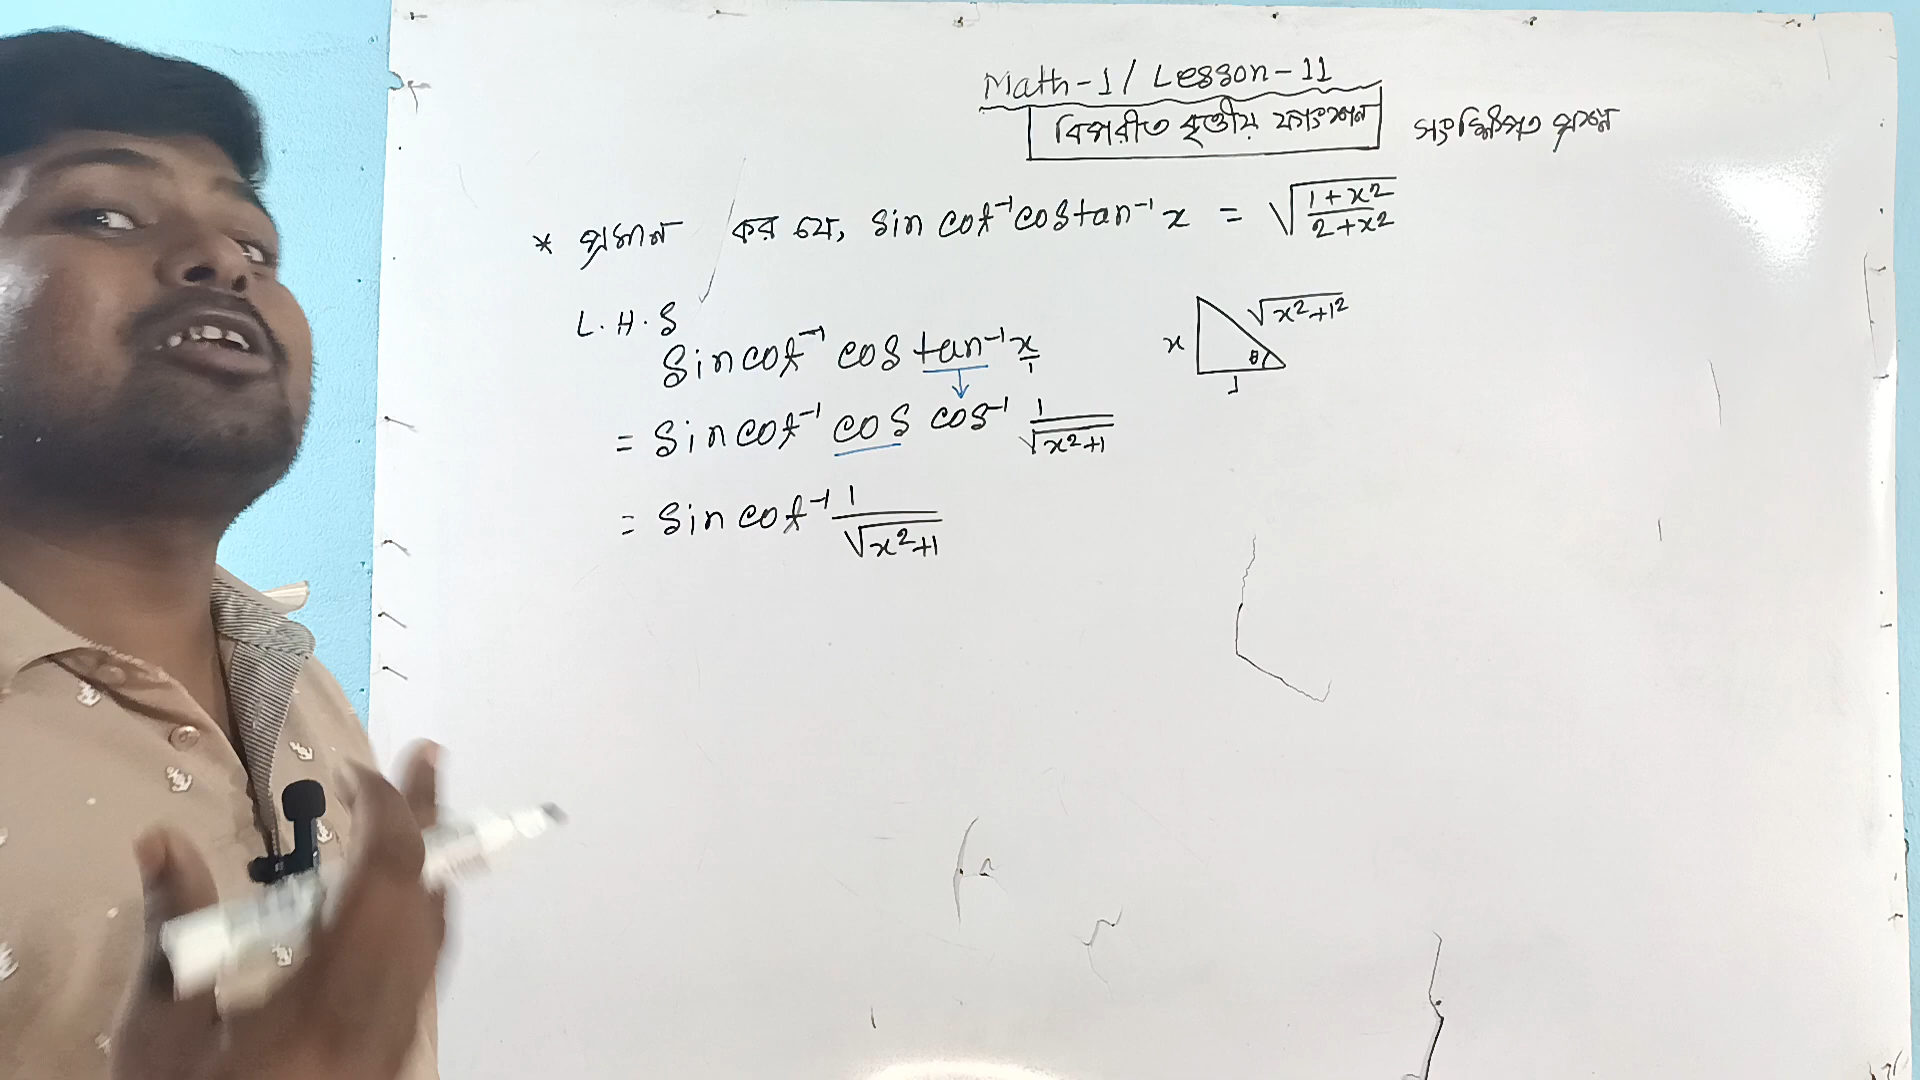 Math-1 / Lesson-11
বিপরীত বৃত্তীয় ফাংশন
সংক্ষিপ্ত প্রশ্ন
* প্রমাণ কর যে, sin cot⁻¹ cos tan⁻¹ x = √((1+x2)/(2+x2))
L.H.S
sin cot⁻¹ cos tan⁻¹ x/1
= sin cot⁻¹ cos cos⁻¹ 1/√(x²+1)
= sin cot⁻¹ 1/√(x²+1)
√(x²+1²)
x
θ
1